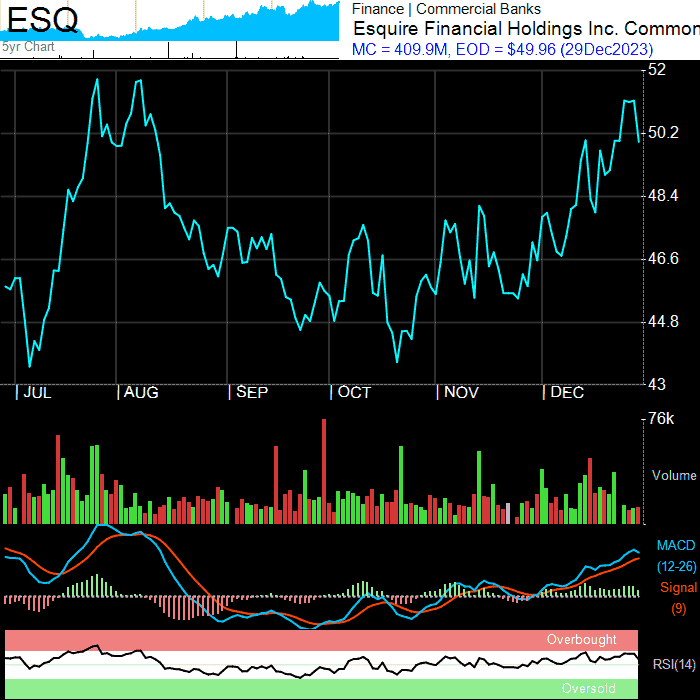 ESQ
5yr Chart
Finance | Commercial Banks
Esquire Financial Holdings Inc. Common
MC = 409.9M, EOD = $49.96 (29Dec2023)
52
50.2
48.4
46.6
44.8
43
| JUL | AUG | SEP | OCT | NOV | DEC
76k
Volume
MACD
(12-26)
Signal
(9)
Overbought
RSI(14)
Oversold